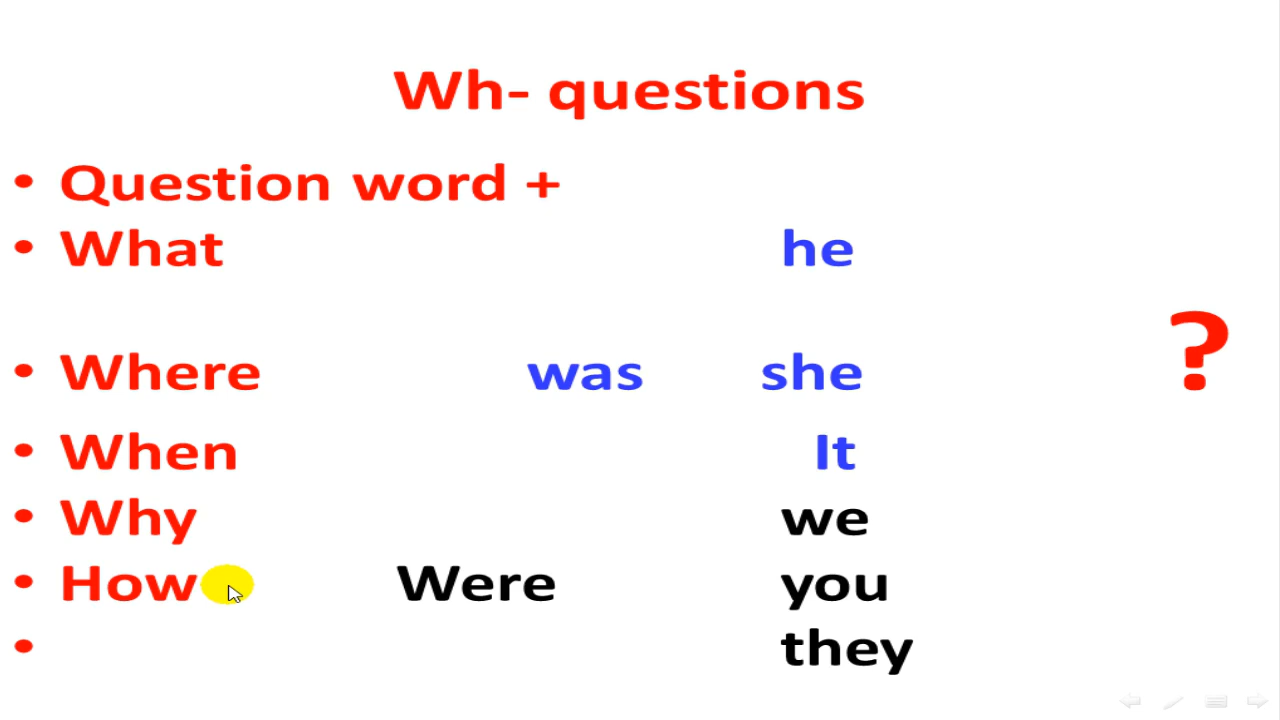 Wh- questions
• Question word +
• What he
?
• Where was she
• When It
• Why we
• How Were you
• they